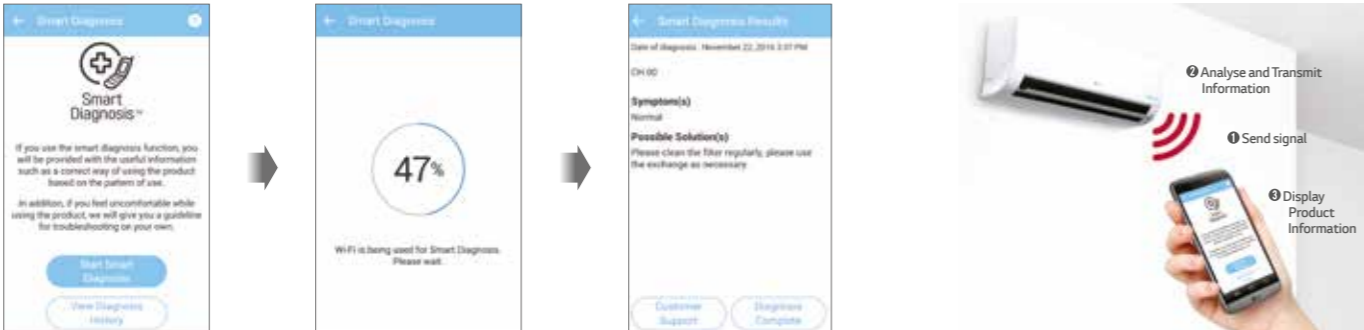 Smart Diagnosis
Smart
Diagnosis™
If you use the smart diagnosis function, you
will be provided with the useful information
such as a correct way of using the product
based on the pattern of use.
In addition, if you feel uncomfortable while
using the product, we will give you a guideline
for troubleshooting on your own.
Start Smart
Diagnosis
View Diagnosis
History
Smart Diagnosis
47%
Wi-Fi is being used for Smart Diagnosis.
Please wait.
Smart Diagnosis Results
Date of diagnosis : November 22, 2016 3:37 PM
CH 00
Symptom(s)
Normal
Possible Solution(s)
Please clean the filter regularly, please use
the exchange as necessary
Customer
Support
Diagnosis
Complete
❷ Analyse and Transmit
Information
❶ Send signal
❸ Display
Product
Information